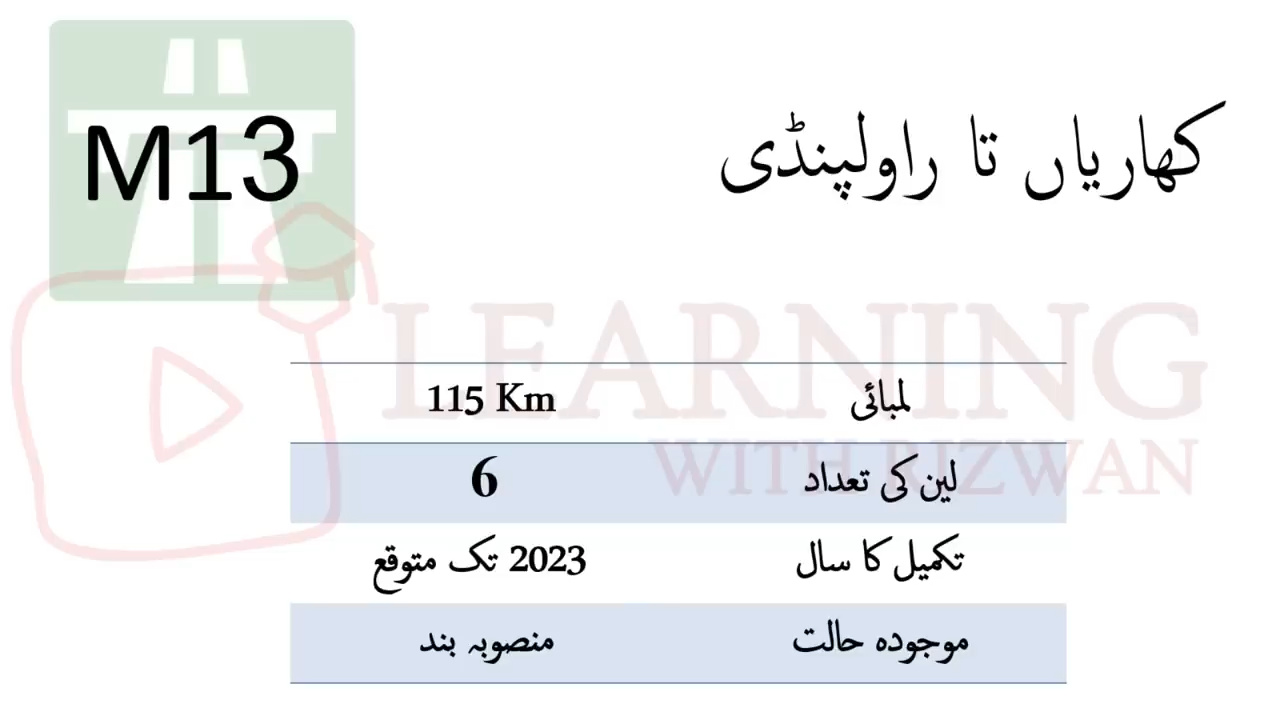 M13
کھاریاں تا راولپنڈی
LEARNING
WITH RIZWAN
لمبائی 115 Km
لین کی تعداد 6
تکمیل کا سال 2023 تک متوقع
موجودہ حالت منصوبہ بند